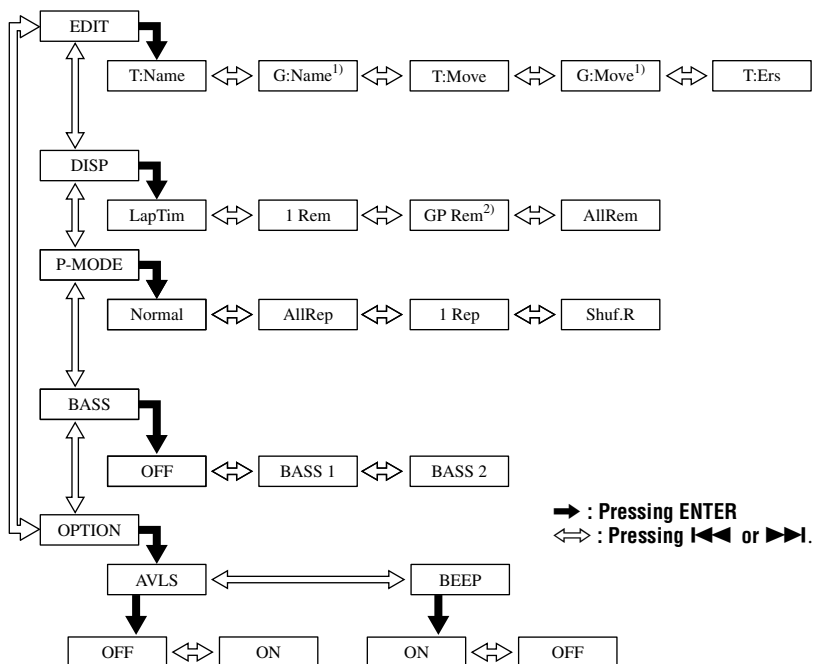 EDIT
T:Name G:Name1) T:Move G:Move1) T:Ers
DISP
LapTim 1 Rem GP Rem2) AllRem
P-MODE
Normal AllRep 1 Rep Shuf.R
BASS
OFF BASS 1 BASS 2
OPTION
: Pressing ENTER
: Pressing or .
AVLS BEEP
OFF ON ON OFF